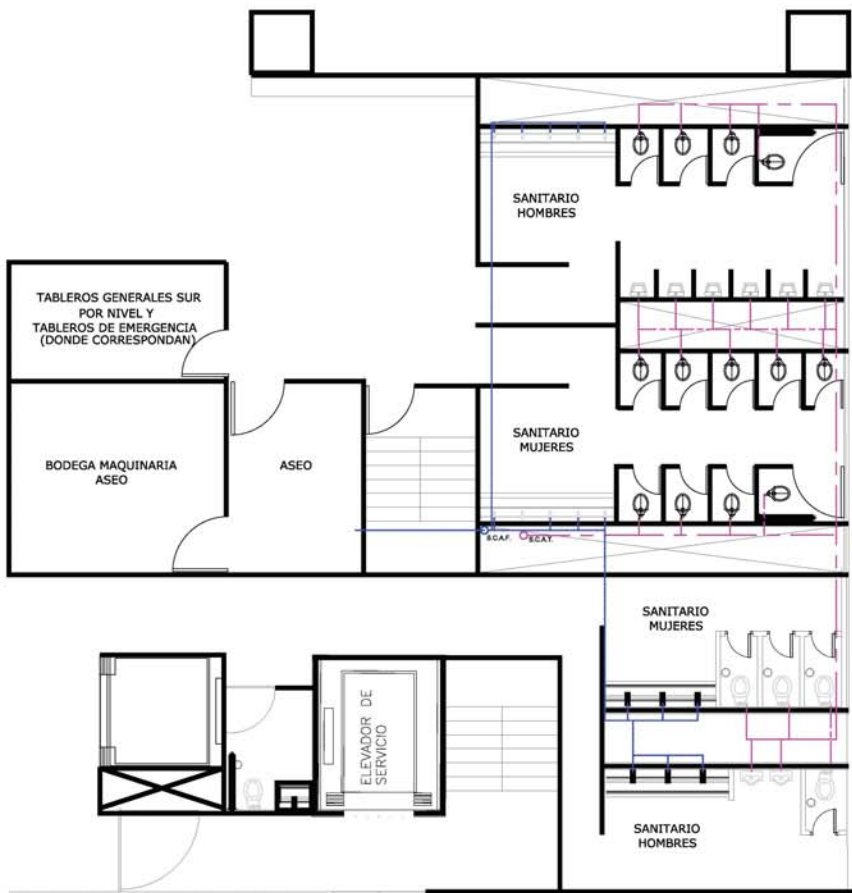 SANITARIO
HOMBRES
TABLEROS GENERALES SUR
POR NIVEL Y
TABLEROS DE EMERGENCIA
(DONDE CORRESPONDAN)
SANITARIO
MUJERES
BODEGA MAQUINARIA
ASEO
ASEO
S.C.A.F.
S.C.A.T.
SANITARIO
MUJERES
ELEVADOR DE
SERVICIO
SANITARIO
HOMBRES